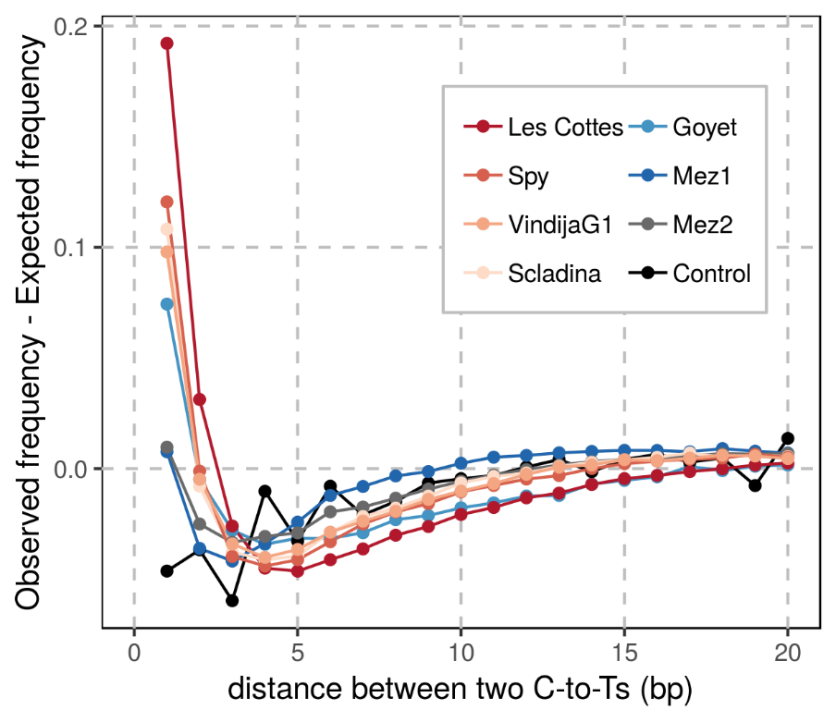 Observed frequency - Expected frequency
0.2
0.1
0.0
Les Cottes
Spy
VindijaG1
Scladina
Goyet
Mez1
Mez2
Control
0 5 10 15 20
distance between two C-to-Ts (bp)